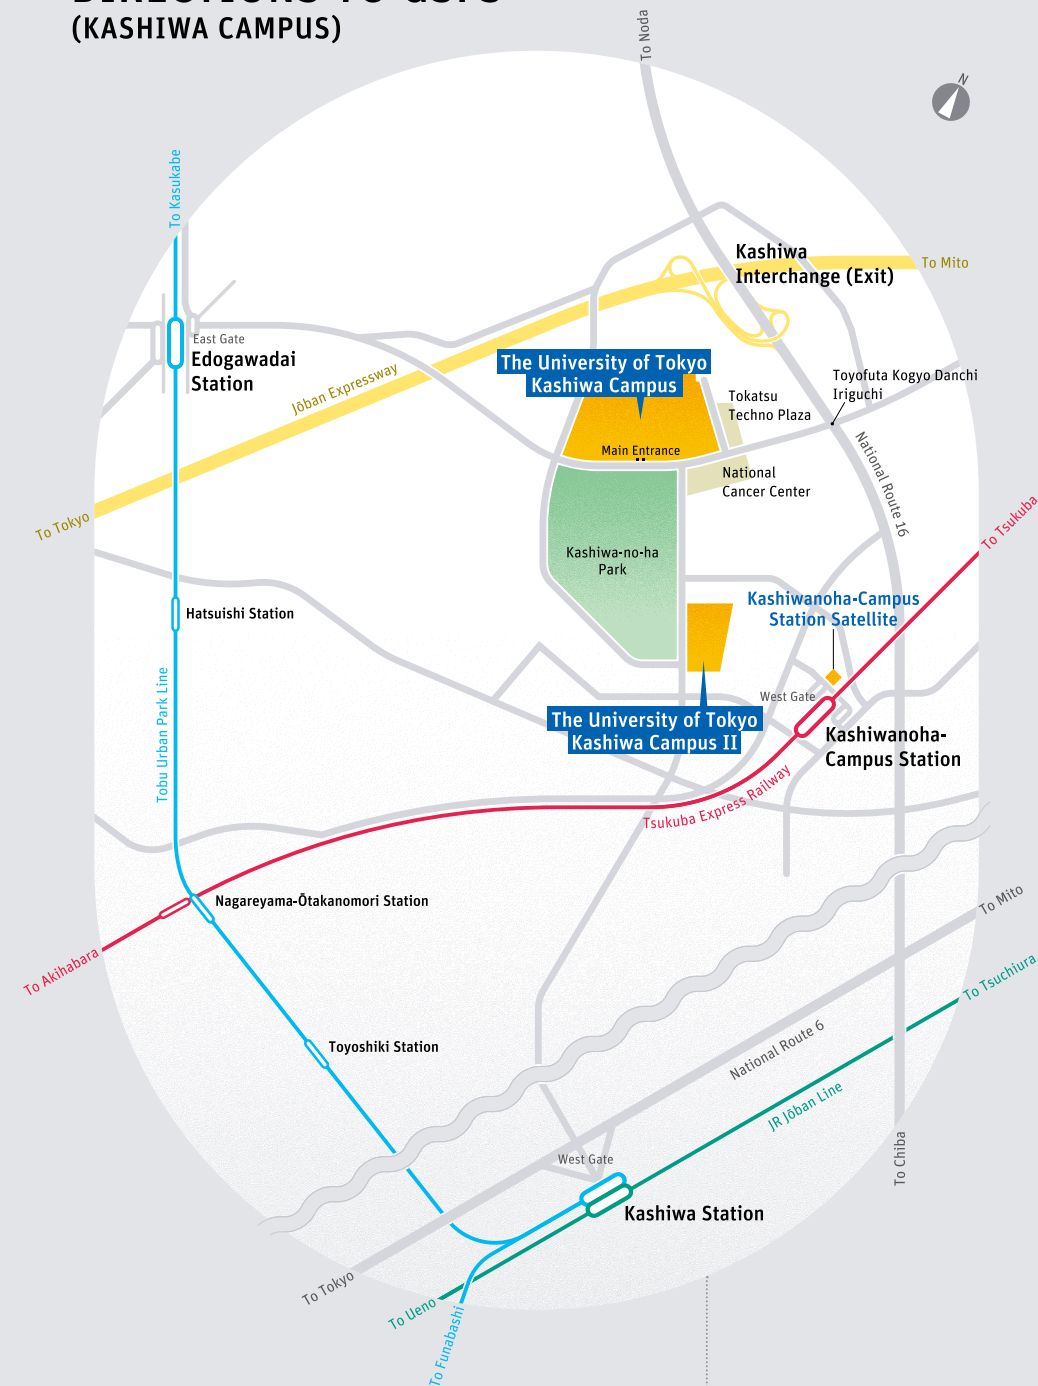 (KASHIWA CAMPUS)
To Noda
N
To Kasukabe
Kashiwa
Interchange (Exit)
To Mito
East Gate
Edogawadai
Station
Jōban Expressway
The University of Tokyo
Kashiwa Campus
Toyofuta Kogyo Danchi
Iriguchi
Tokatsu
Techno Plaza
Main Entrance
National
Cancer Center
National Route 16
To Tokyo
To Tsukuba
Kashiwa-no-ha
Park
Hatsuishi Station
Kashiwanoha-Campus
Station Satellite
West Gate
Tobu Urban Park Line
The University of Tokyo
Kashiwa Campus II
Kashiwanoha-
Campus Station
Tsukuba Express Railway
Nagareyama-Ōtakanomori Station
To Mito
To Akihabara
To Tsuchiura
Toyoshiki Station
National Route 6
JR Jōban Line
To Chiba
West Gate
Kashiwa Station
To Tokyo
To Ueno
To Funabashi